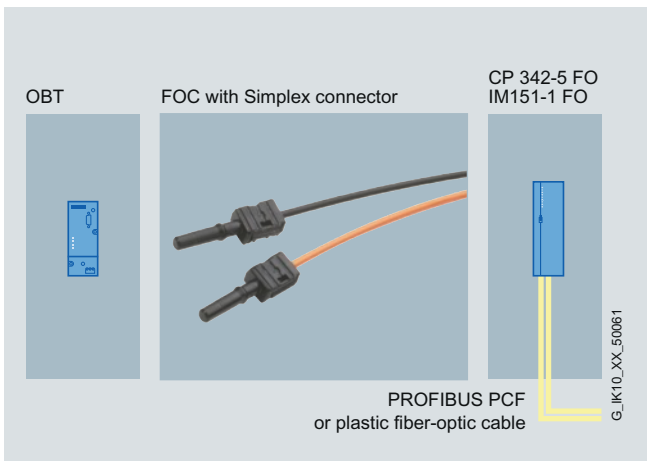 OBT
FOC with Simplex connector
CP 342-5 FO
IM151-1 FO
PROFIBUS PCF
or plastic fiber-optic cable
G_IK10_XX_50061